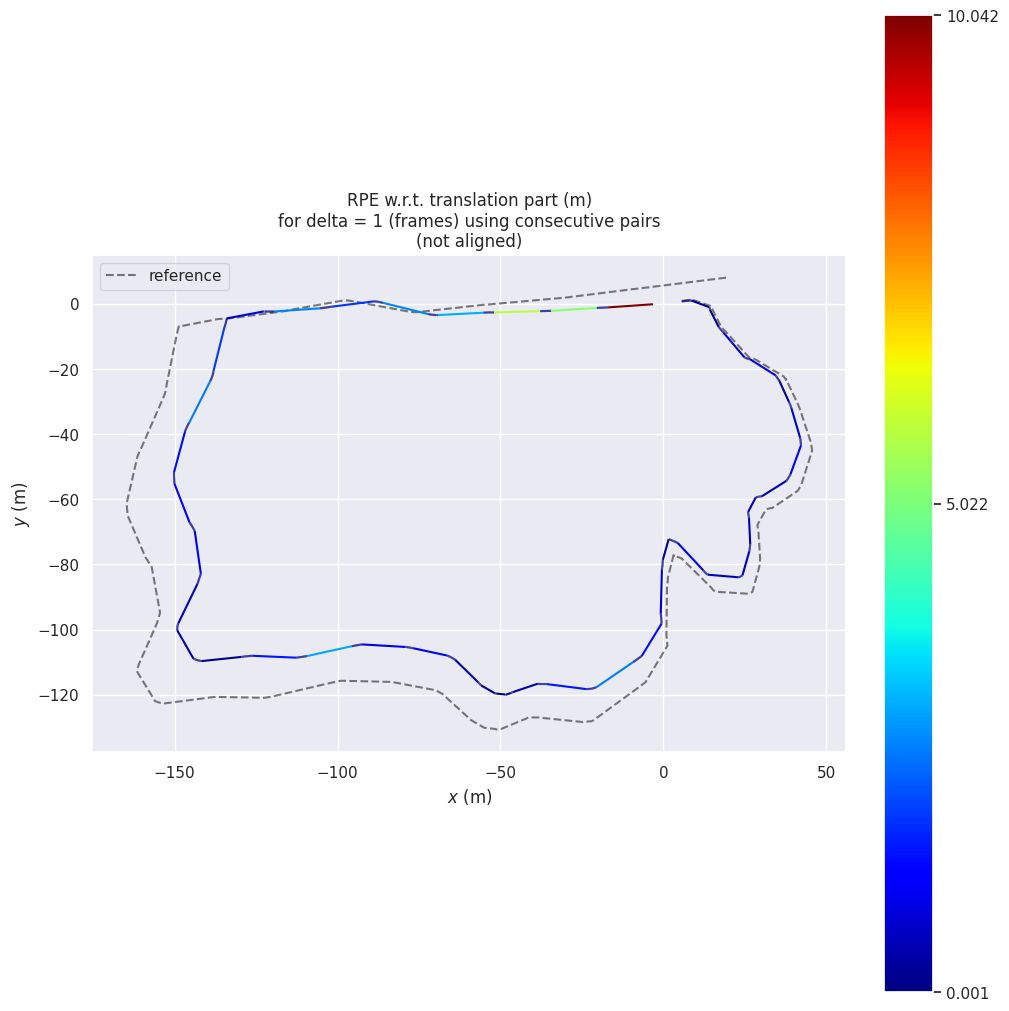 10.042
RPE w.r.t. translation part (m)
for delta = 1 (frames) using consecutive pairs
(not aligned)
reference
0
−20
−40
−60
−80
−100
−120
y (m)
5.022
−150
−100
−50
0
50
x (m)
0.001